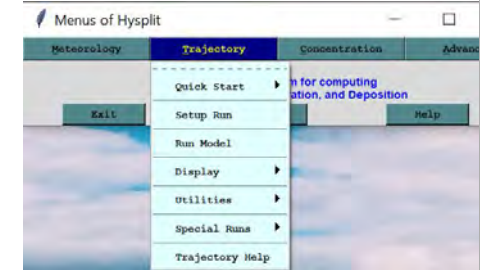 Menus of Hysplit
Meteorology Trajectory Concentration Advanc
m for computing
ation, and Deposition
Quick Start
Exit Setup Run Help
Run Model
Display
Utilities
Special Runs
Trajectory Help